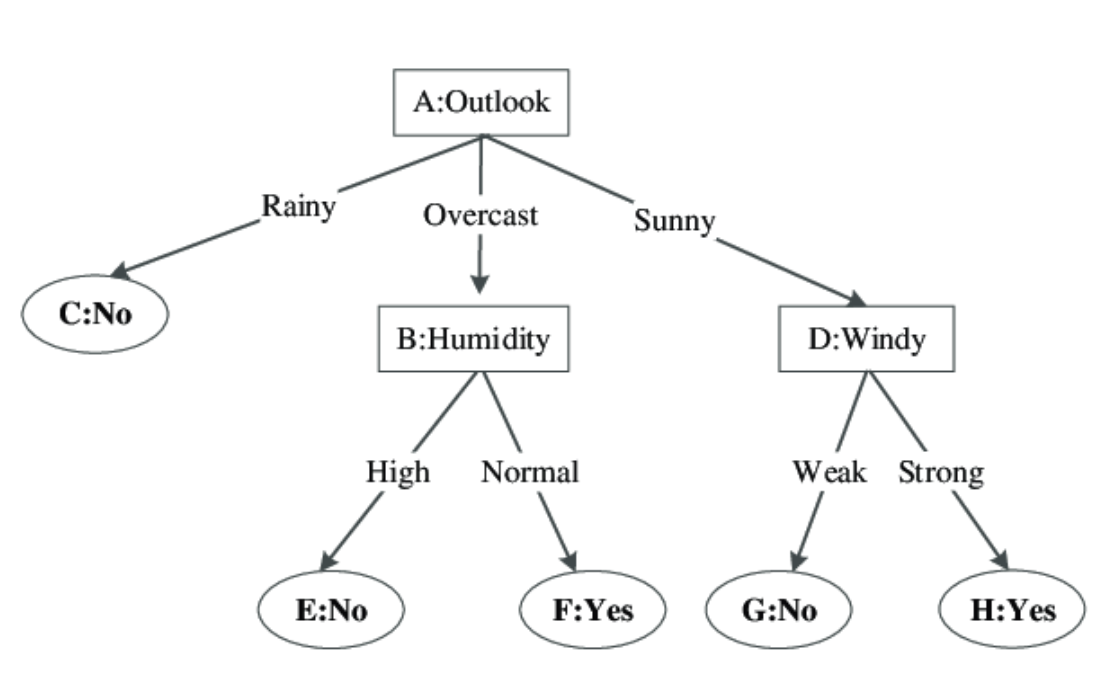 A:Outlook
Rainy
Overcast
Sunny
C:No
B:Humidity
D:Windy
High
Normal
Weak
Strong
E:No
F:Yes
G:No
H:Yes